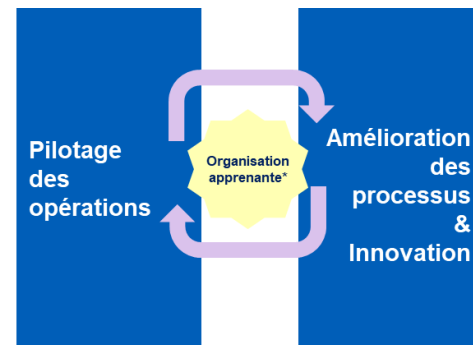 Pilotage
des
opérations
Organisation
apprenante*
Amélioration
des
processus
&
Innovation